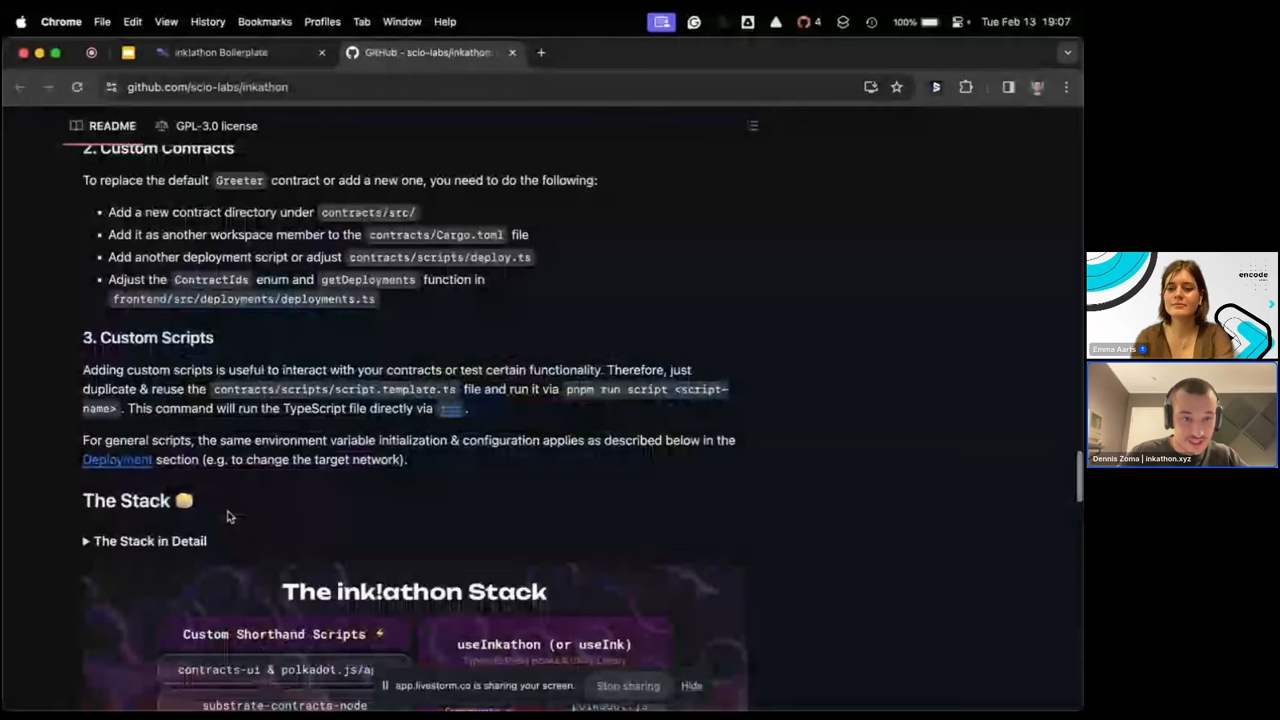 Chrome File Edit View History Bookmarks Profiles Tab Window Help 4 100% Tue Feb 13 19:07
ink!athon Boilerplate GitHub - scio-labs/inkathon:
github.com/scio-labs/inkathon
README GPL-3.0 license
2. Custom Contracts
To replace the default Greeter contract or add a new one, you need to do the following:
Add a new contract directory under contracts/src/
Add it as another workspace member to the contracts/Cargo.toml file
Add another deployment script or adjust contracts/scripts/deploy.ts
Adjust the ContractIds enum and getDeployments function in
frontend/src/deployments/deployments.ts
3. Custom Scripts
Adding custom scripts is useful to interact with your contracts or test certain functionality. Therefore, just
duplicate & reuse the contracts/scripts/script.template.ts file and run it via pnpm run script <script-
name>. This command will run the TypeScript file directly via .
For general scripts, the same environment variable initialization & configuration applies as described below in the
Deployment section (e.g. to change the target network).
The Stack
The Stack in Detail
The ink!athon Stack
Custom Shorthand Scripts
useInkathon (or useInk)
contracts-ui & polkadot.js/ap
substrate-contracts-node
app.livestorm.co is sharing your screen. Stop sharing Hide
encode
Emma Aarts
Dennis Zoma | inkathon.xyz